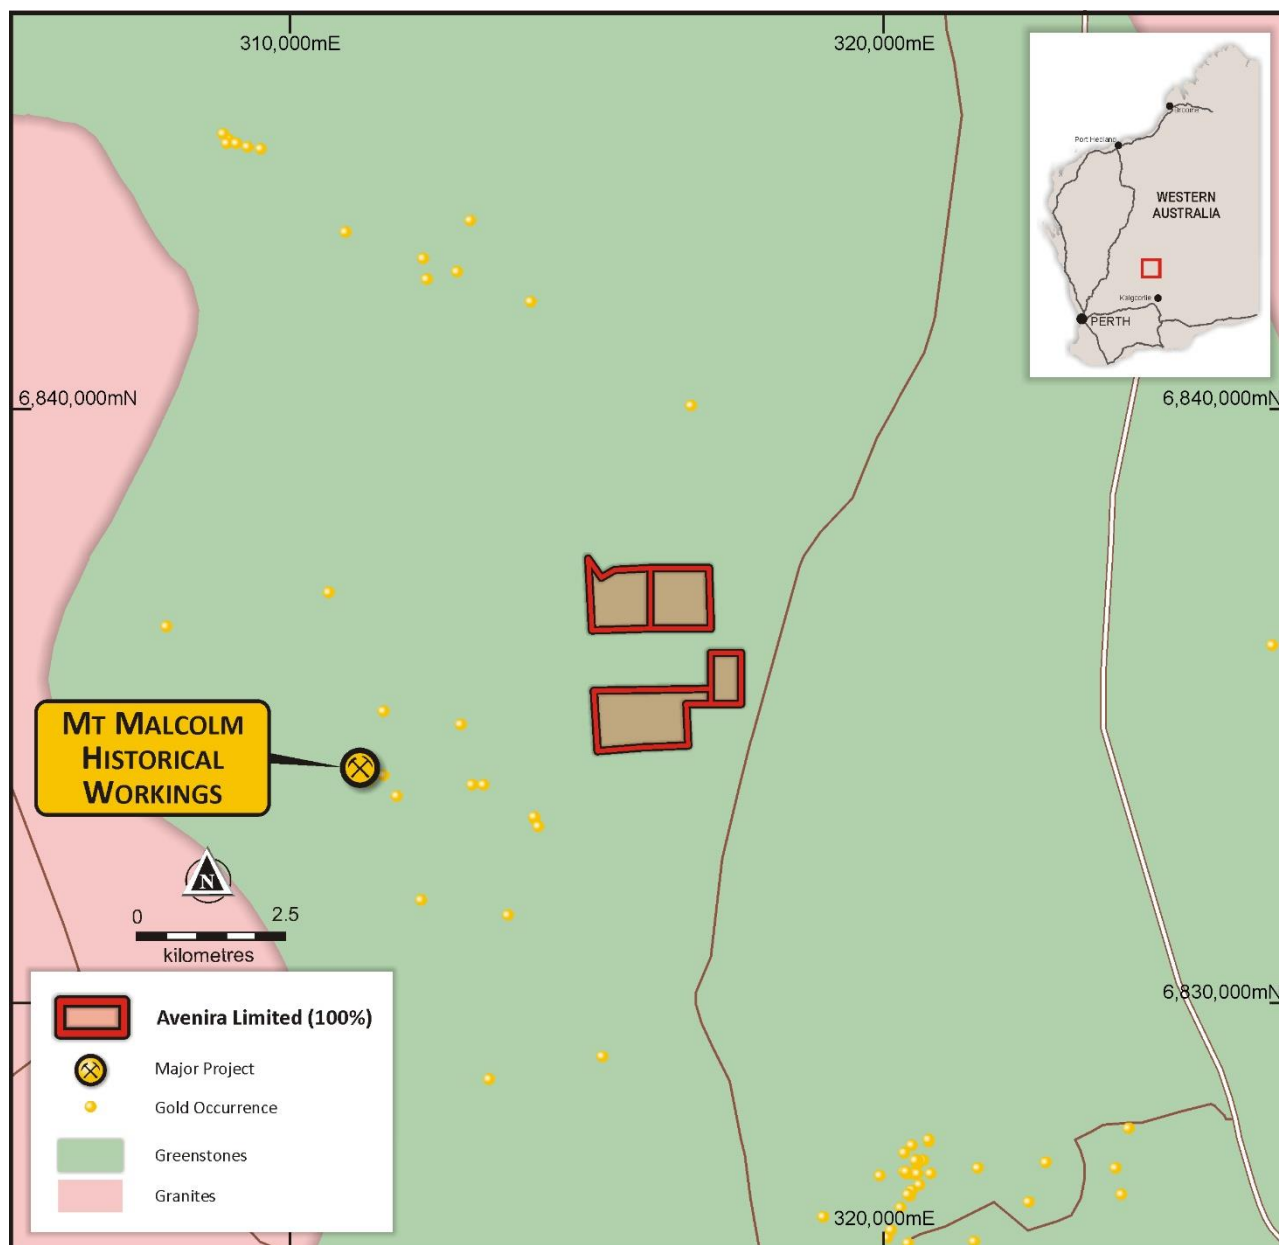 310,000mE
320,000mE
Broome
Port Hedland
WESTERN
AUSTRALIA
Kalgoorlie
PERTH
6,840,000mN
6,840,000mN
MT MALCOLM
HISTORICAL
WORKINGS
N
0 2.5
kilometres
6,830,000mN
Avenira Limited (100%)
Major Project
Gold Occurrence
Greenstones
Granites
320,000mE